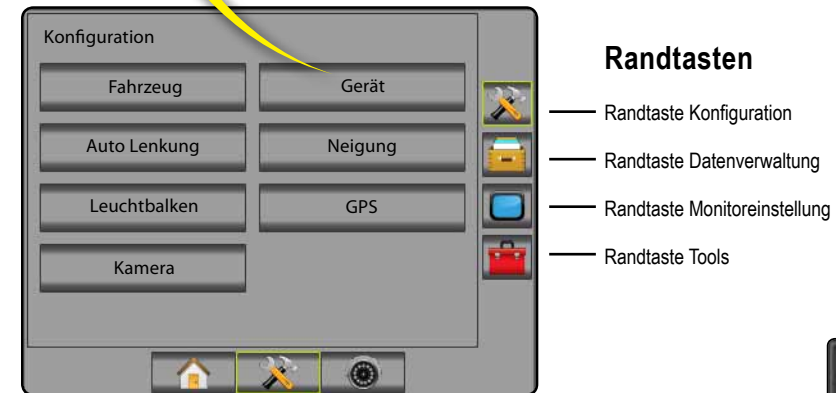 Konfiguration
Fahrzeug
Gerät
Auto Lenkung
Neigung
Leuchtbalken
GPS
Kamera
Randtasten
Randtaste Konfiguration
Randtaste Datenverwaltung
Randtaste Monitoreinstellung
Randtaste Tools